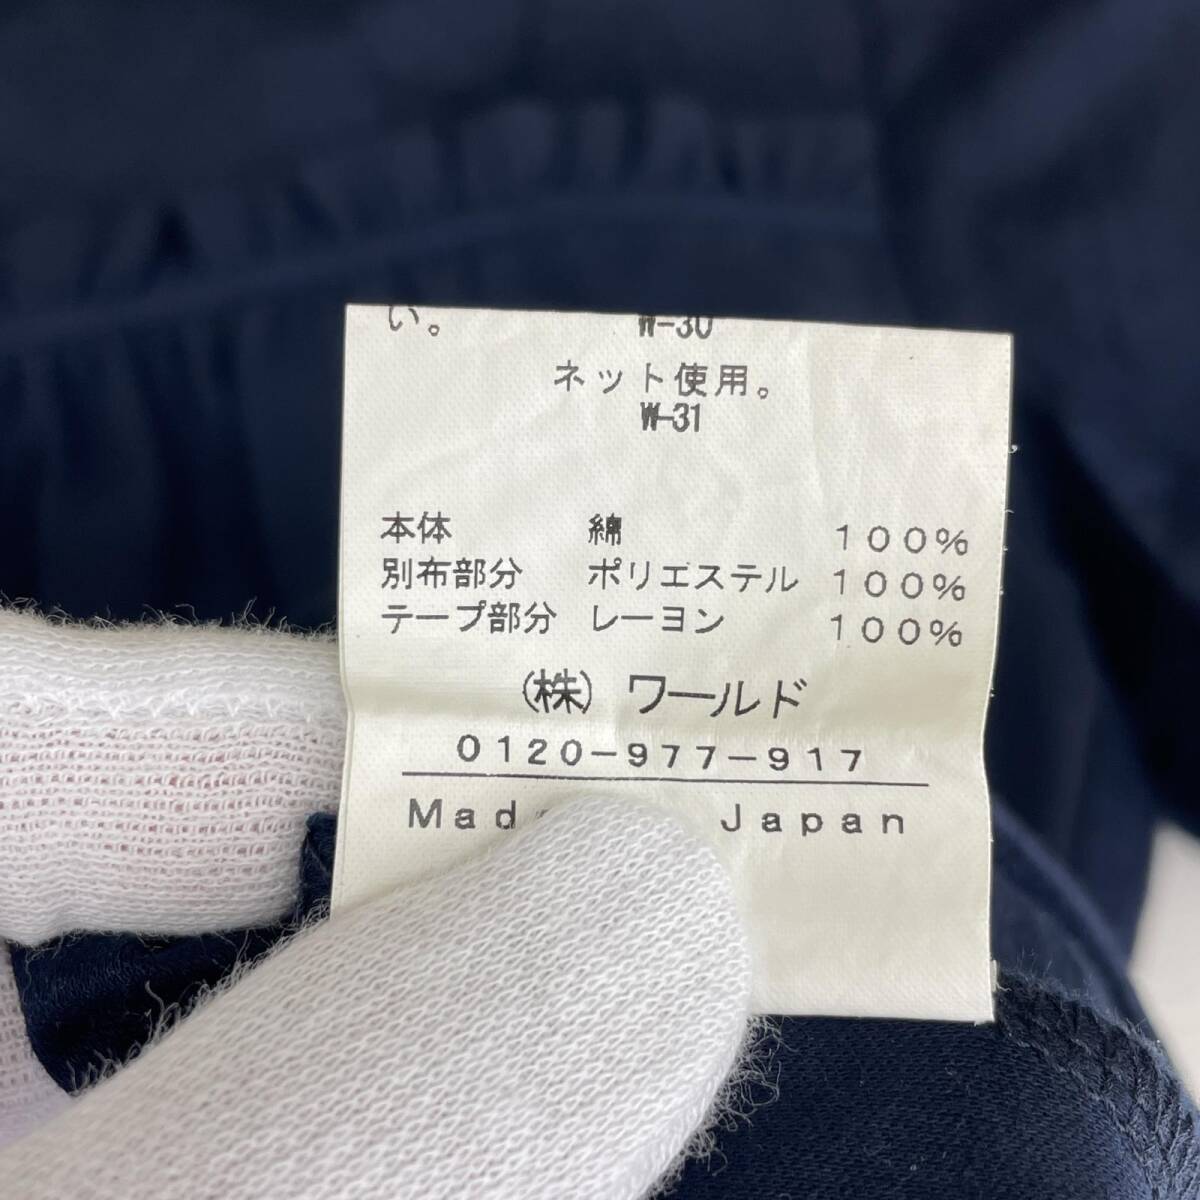 い。 W-30
ネット使用。
W-31
本体 綿 100%
別布部分 ポリエステル 100%
テープ部分 レーヨン 100%
(株) ワールド
0120-977-917
Japan